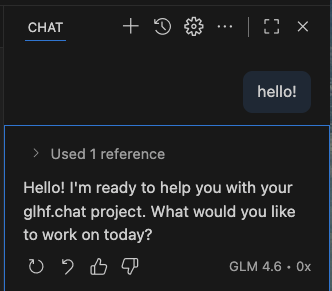 CHAT
hello!
Used 1 reference
Hello! I'm ready to help you with your
glhf.chat project. What would you like
to work on today?
GLM 4.6 • 0x